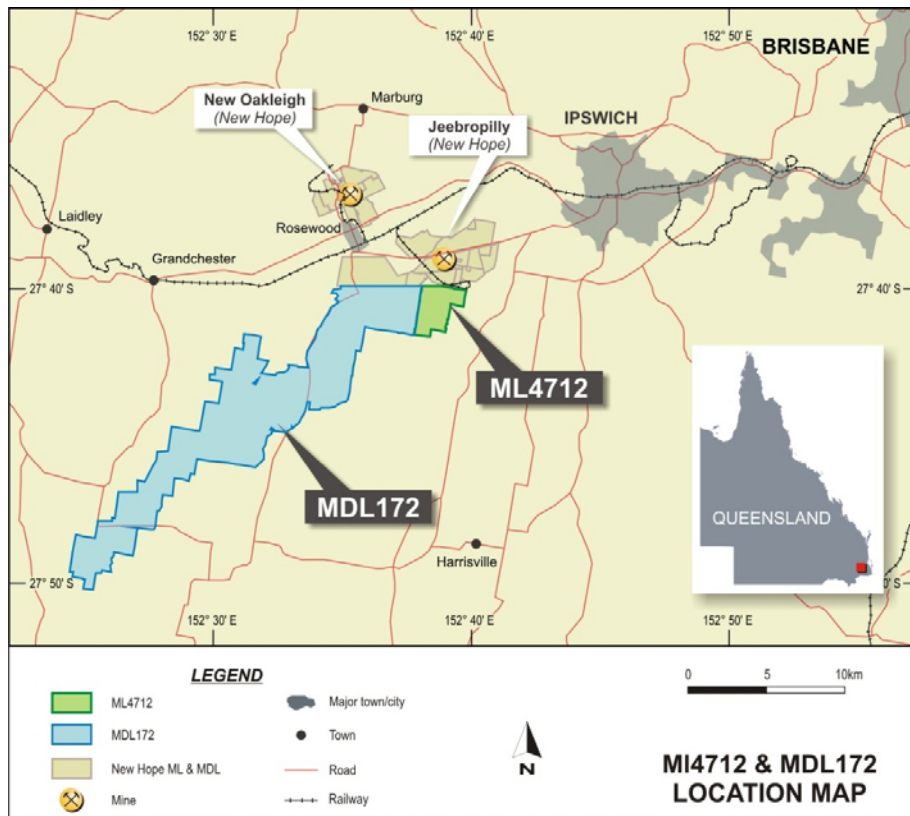 152° 30' E
152° 40' E
152° 50' E
BRISBANE
New Oakleigh
(New Hope)
Marburg
Jeebropilly
(New Hope)
IPSWICH
Laidley
Rosewood
Grandchester
27° 40' S
27° 40' S
ML4712
MDL172
QUEENSLAND
Harrisville
27° 50' S
27° 50' S
152° 30' E
152° 40' E
152° 50' E
LEGEND
ML4712
MDL172
New Hope ML & MDL
Mine
Major town/city
Town
Road
Railway
N
0 5 10km
MI4712 & MDL172
LOCATION MAP